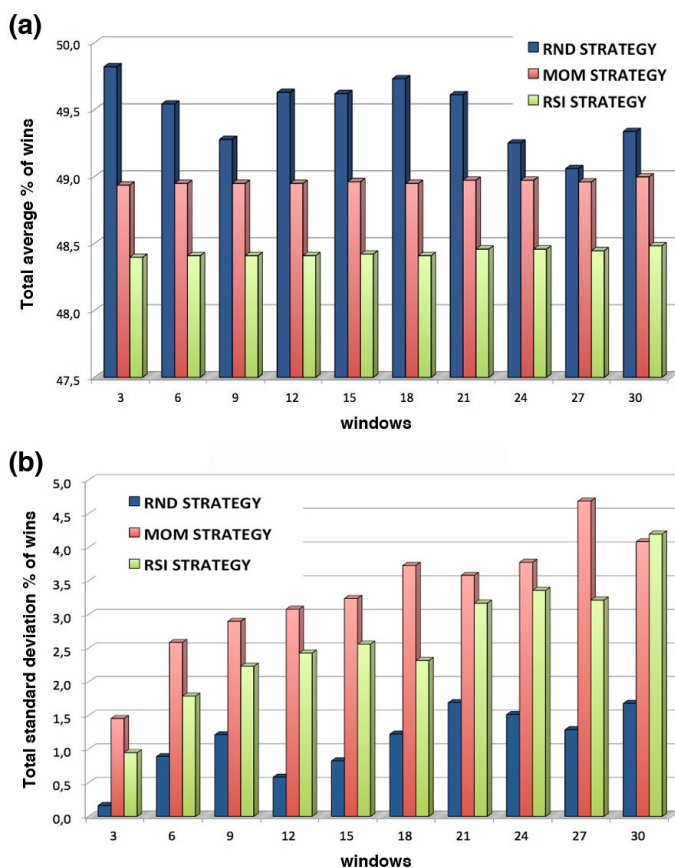 (a)
Total average % of wins
50,0
49,5
49,0
48,5
48,0
47,5
RND STRATEGY
MOM STRATEGY
RSI STRATEGY
3 6 9 12 15 18 21 24 27 30
windows
(b)
Total standard deviation % of wins
5,0
4,5
4,0
3,5
3,0
2,5
2,0
1,5
1,0
0,5
0,0
RND STRATEGY
MOM STRATEGY
RSI STRATEGY
3 6 9 12 15 18 21 24 27 30
windows